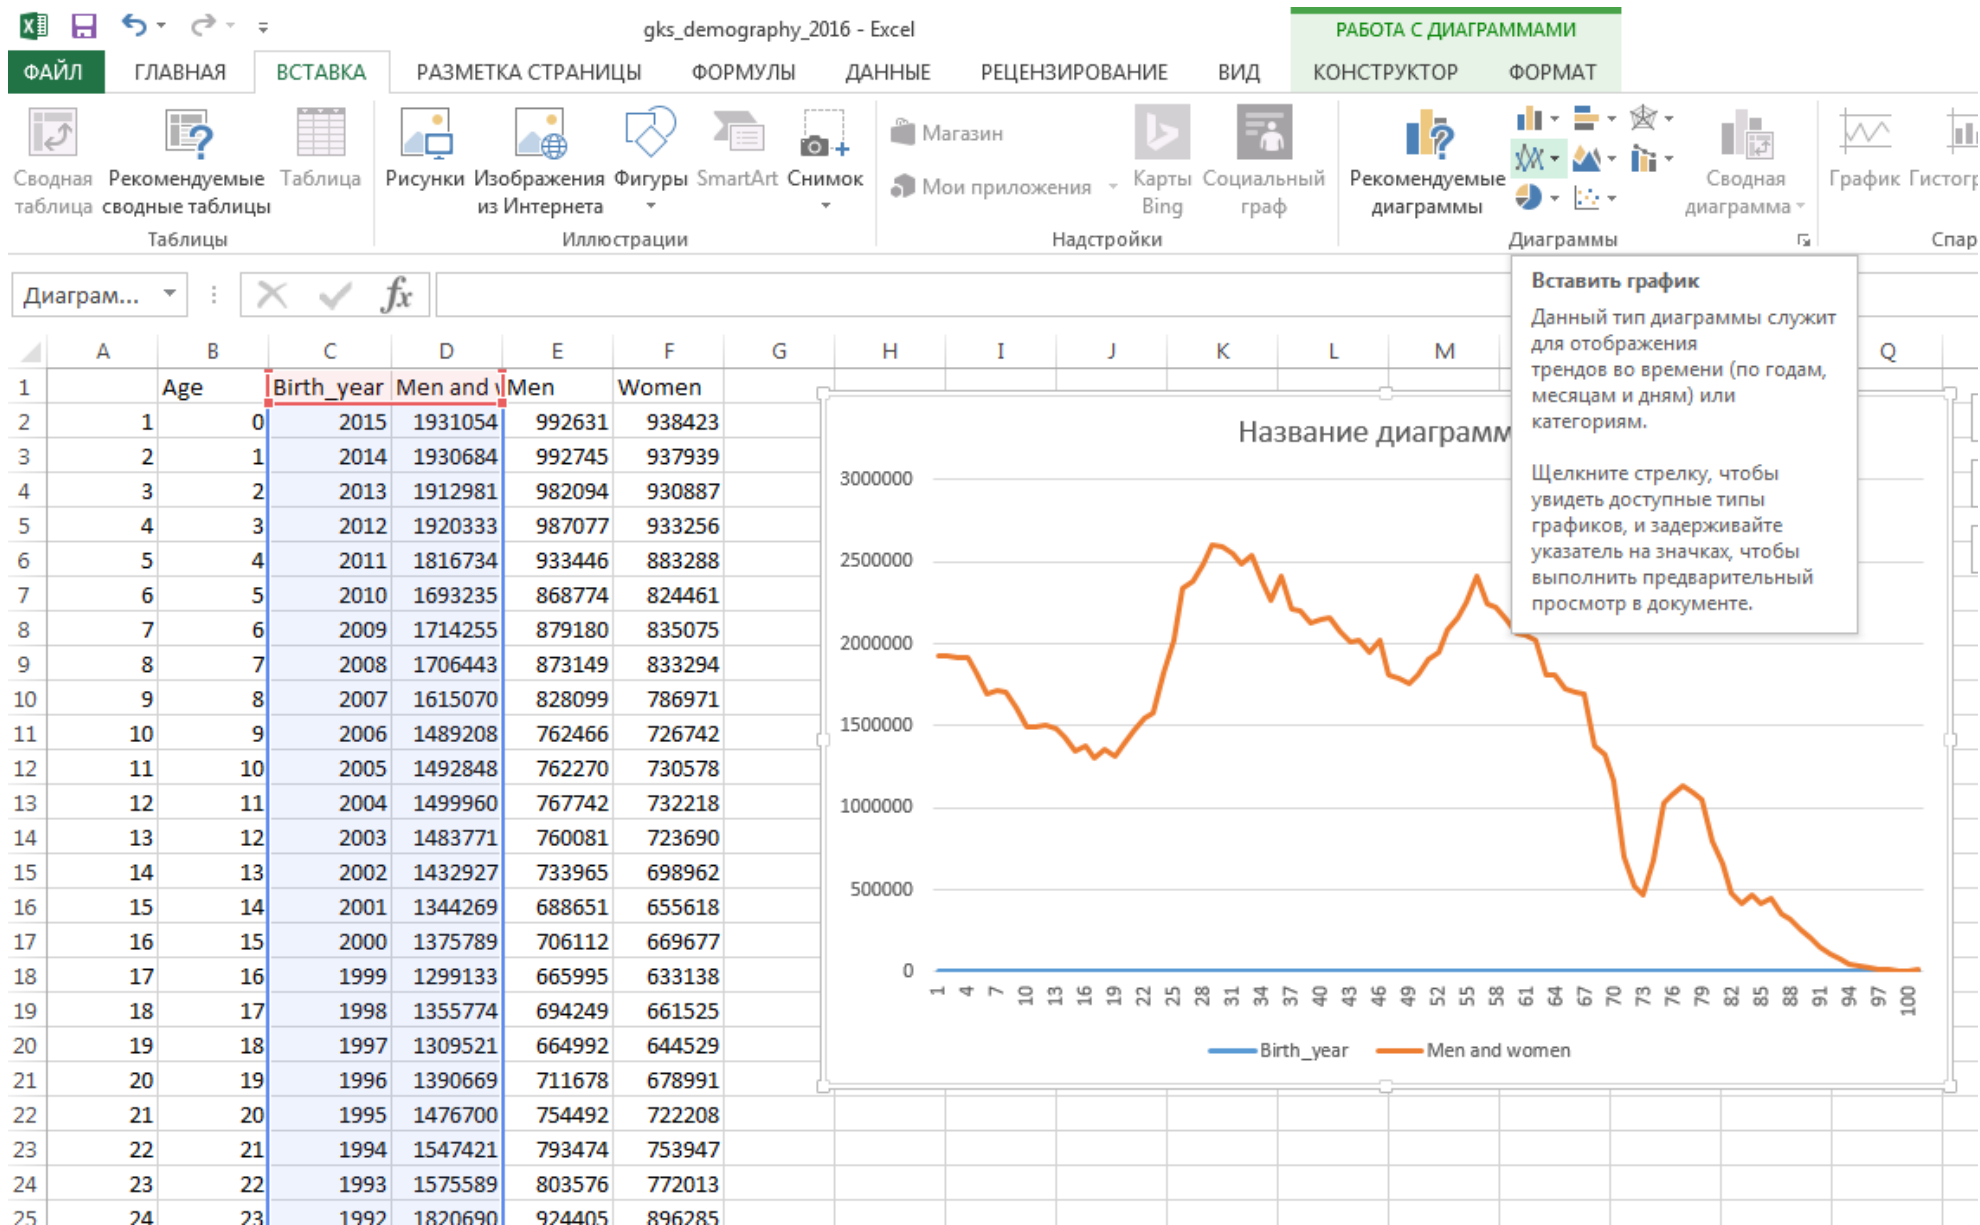 gks_demography_2016 - Excel
РАБОТА С ДИАГРАММАМИ
ФАЙЛ ГЛАВНАЯ ВСТАВКА РАЗМЕТКА СТРАНИЦЫ ФОРМУЛЫ ДАННЫЕ РЕЦЕНЗИРОВАНИЕ ВИД КОНСТРУКТОР ФОРМАТ
Сводная таблица
Рекомендуемые сводные таблицы
Таблица
Рисунки
Изображения из Интернета
Фигуры
SmartArt
Снимок
Магазин
Мои приложения
Карты Bing
Социальный граф
Рекомендуемые диаграммы
Сводная диаграмма
График
Гистогр
Таблицы
Иллюстрации
Надстройки
Диаграммы
Спар
Диаграм...
fx
Вставить график
Данный тип диаграммы служит
для отображения
трендов во времени (по годам,
месяцам и дням) или
категориям.
Щелкните стрелку, чтобы
увидеть доступные типы
графиков, и задерживайте
указатель на значках, чтобы
выполнить предварительный
просмотр в документе.
A B C D E F G H I J K L M Q
1 Age Birth_year Men and w Men Women
2 1 0 2015 1931054 992631 938423
3 2 1 2014 1930684 992745 937939
4 3 2 2013 1912981 982094 930887
5 4 3 2012 1920333 987077 933256
6 5 4 2011 1816734 933446 883288
7 6 5 2010 1693235 868774 824461
8 7 6 2009 1714255 879180 835075
9 8 7 2008 1706443 873149 833294
10 9 8 2007 1615070 828099 786971
11 10 9 2006 1489208 762466 726742
12 11 10 2005 1492848 762270 730578
13 12 11 2004 1499960 767742 732218
14 13 12 2003 1483771 760081 723690
15 14 13 2002 1432927 733965 698962
16 15 14 2001 1344269 688651 655618
17 16 15 2000 1375789 706112 669677
18 17 16 1999 1299133 665995 633138
19 18 17 1998 1355774 694249 661525
20 19 18 1997 1309521 664992 644529
21 20 19 1996 1390669 711678 678991
22 21 20 1995 1476700 754492 722208
23 22 21 1994 1547421 793474 753947
24 23 22 1993 1575589 803576 772013
25 24 23 1992 1820690 924405 896285
Название диаграмм
3000000
2500000
2000000
1500000
1000000
500000
0
1 4 7 10 13 16 19 22 25 28 31 34 37 40 43 46 49 52 55 58 61 64 67 70 73 76 79 82 85 88 91 94 97 100
Birth_year Men and women